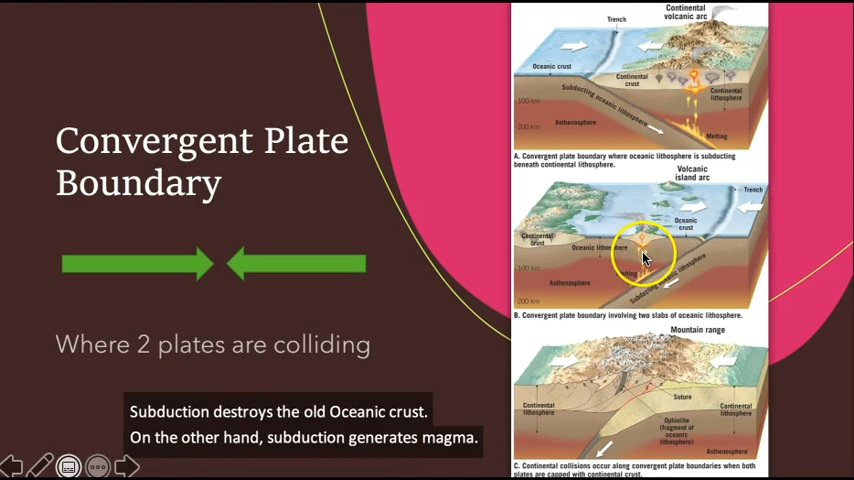 Convergent Plate
Boundary
Where 2 plates are colliding
Subduction destroys the old Oceanic crust.
On the other hand, subduction generates magma.
Continental
volcanic arc
Trench
Oceanic crust
Continental
crust
Continental
lithosphere
Subducting oceanic lithosphere
100 km
200 km
Asthenosphere
Melting
A. Convergent plate boundary where oceanic lithosphere is subducting
beneath continental lithosphere.
Volcanic
island arc
Trench
Oceanic
crust
Continental
crust
Oceanic lithosphere
100 km
Melting
Asthenosphere
Subducting oceanic lithosphere
200 km
B. Convergent plate boundary involving two slabs of oceanic lithosphere.
Mountain range
Continental
lithosphere
Suture
Continental
lithosphere
Ophiolite
(fragment of
oceanic
lithosphere)
Asthenosphere
C. Continental collisions occur along convergent plate boundaries when both
plates are capped with continental crust.